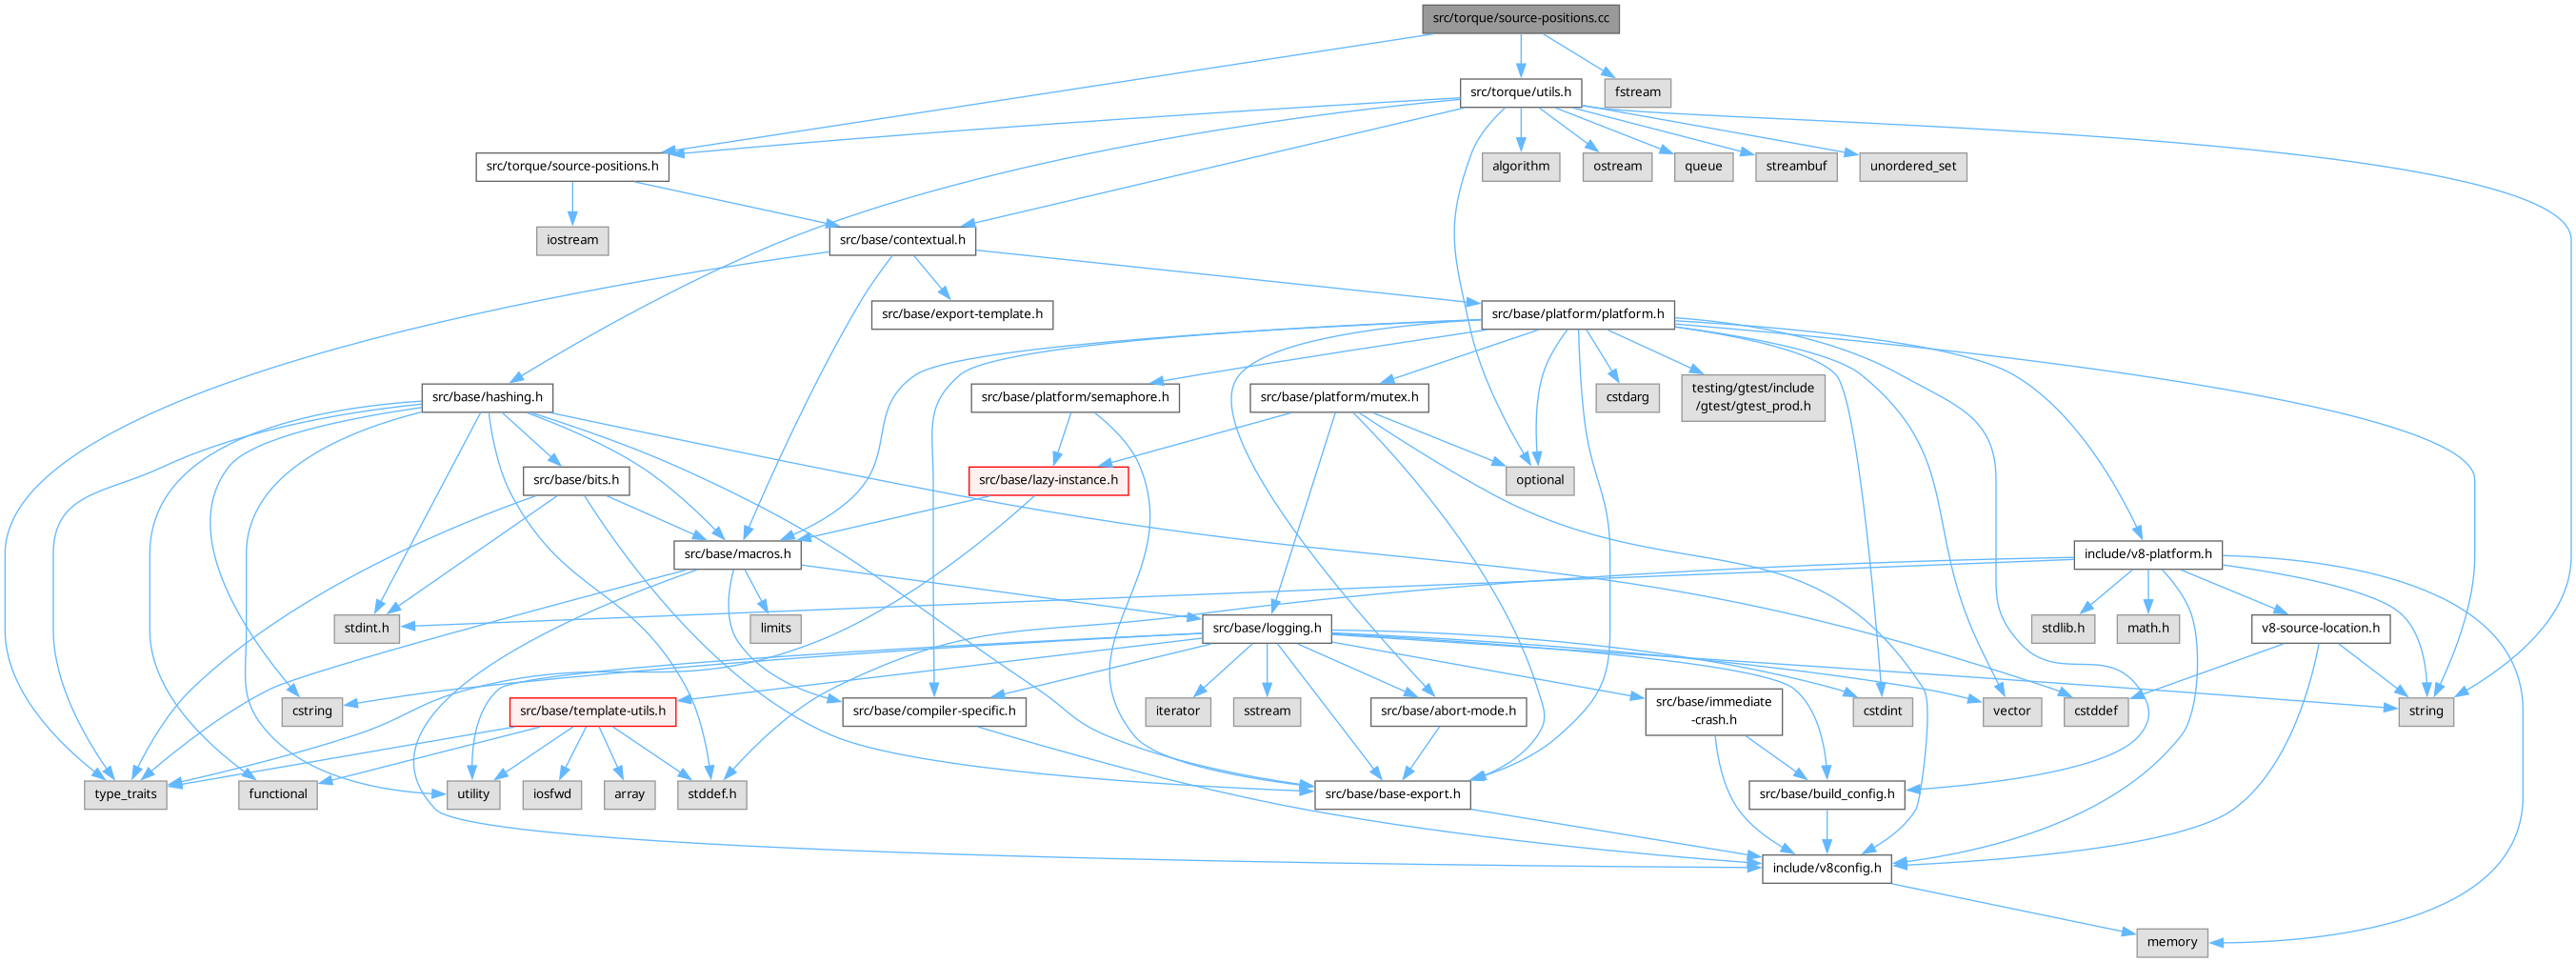 src/torque/source-positions.cc
src/torque/utils.h
fstream
src/torque/source-positions.h
algorithm
ostream
queue
streambuf
unordered_set
iostream
src/base/contextual.h
src/base/export-template.h
src/base/platform/platform.h
src/base/hashing.h
src/base/platform/semaphore.h
src/base/platform/mutex.h
cstdarg
testing/gtest/include
/gtest/gtest_prod.h
src/base/bits.h
src/base/lazy-instance.h
optional
src/base/macros.h
include/v8-platform.h
stdint.h
limits
src/base/logging.h
stdlib.h
math.h
v8-source-location.h
cstring
src/base/template-utils.h
src/base/compiler-specific.h
iterator
sstream
src/base/abort-mode.h
src/base/immediate
-crash.h
cstdint
vector
cstddef
string
type_traits
functional
utility
iosfwd
array
stddef.h
src/base/base-export.h
src/base/build_config.h
include/v8config.h
memory